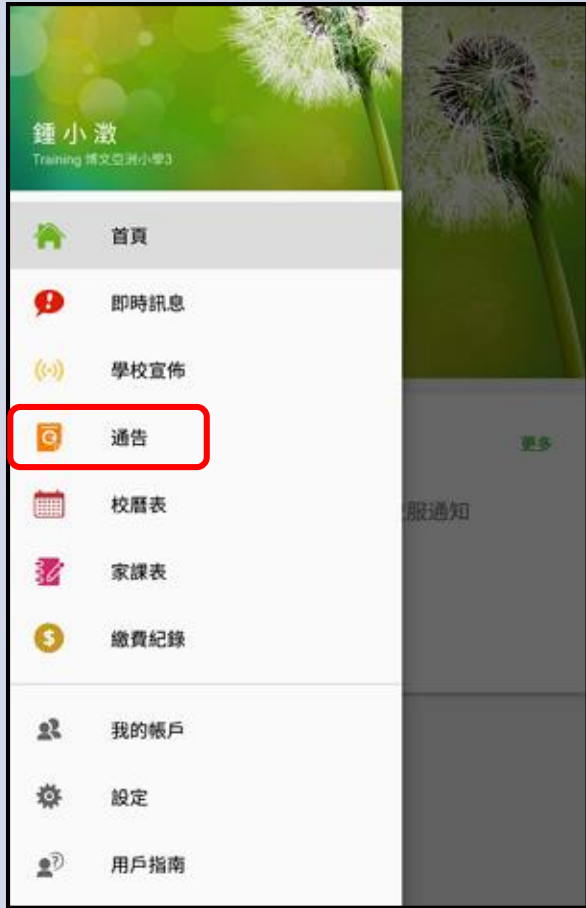 鍾小澂
Training 博文亞洲小學3
首頁
即時訊息
學校宣佈
通告
更多
校曆表
服通知
家課表
繳費紀錄
我的帳戶
設定
用戶指南